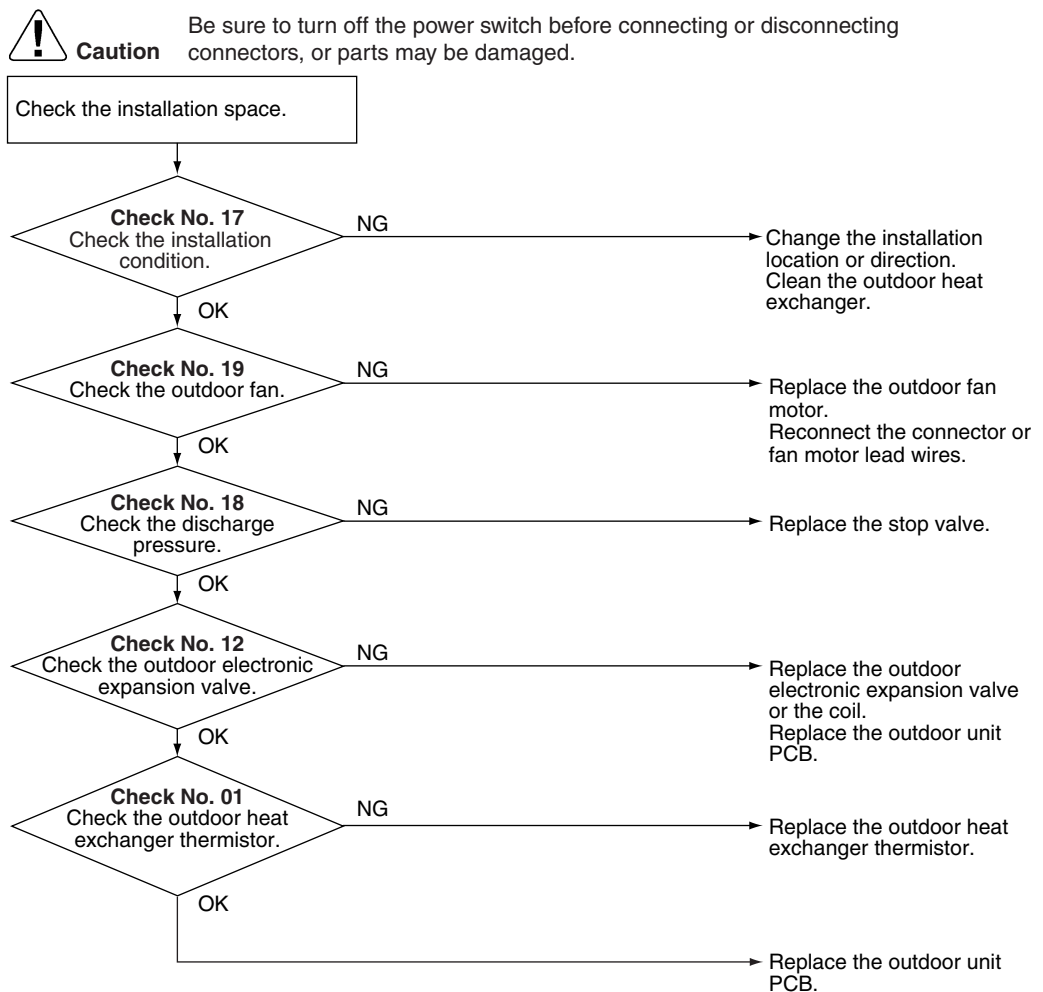 Be sure to turn off the power switch before connecting or disconnecting
Caution connectors, or parts may be damaged.
Check the installation space.
Check No. 17
Check the installation
condition.
NG
Change the installation
location or direction.
Clean the outdoor heat
exchanger.
OK
Check No. 19
Check the outdoor fan.
NG
Replace the outdoor fan
motor.
Reconnect the connector or
fan motor lead wires.
OK
Check No. 18
Check the discharge
pressure.
NG
Replace the stop valve.
OK
Check No. 12
Check the outdoor electronic
expansion valve.
NG
Replace the outdoor
electronic expansion valve
or the coil.
Replace the outdoor unit
PCB.
OK
Check No. 01
Check the outdoor heat
exchanger thermistor.
NG
Replace the outdoor heat
exchanger thermistor.
OK
Replace the outdoor unit
PCB.